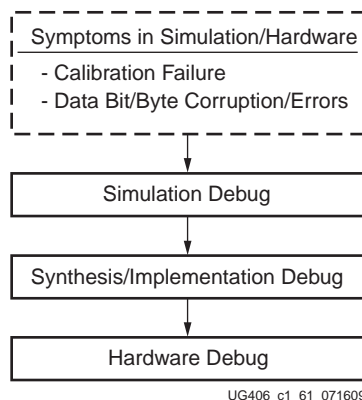 Symptoms in Simulation/Hardware
- Calibration Failure
- Data Bit/Byte Corruption/Errors
Simulation Debug
Synthesis/Implementation Debug
Hardware Debug
UG406_c1_61_071609